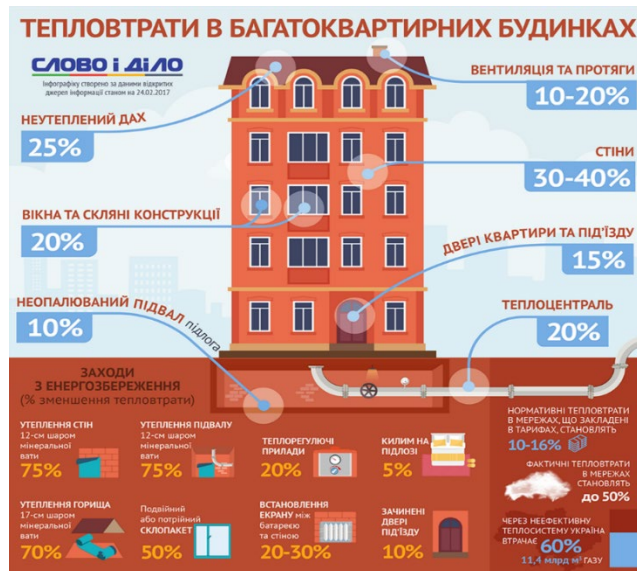 ТЕПЛОВТРАТИ В БАГАТОКВАРТИРНИХ БУДИНКАХ
СЛОВО і ДІЛО
Інфографіку створено за даними відкритих
джерел інформації станом на 24.02.2017
НЕУТЕПЛЕНИЙ ДАХ
25%
ВЕНТИЛЯЦІЯ ТА ПРОТЯГИ
10-20%
СТІНИ
30-40%
ВІКНА ТА СКЛЯНІ КОНСТРУКЦІЇ
20%
ДВЕРІ КВАРТИРИ ТА ПІД'ЇЗДУ
15%
НЕОПАЛЮВАНИЙ ПІДВАЛ підлога
10%
ТЕПЛОЦЕНТРАЛЬ
20%
ЗАХОДИ
З ЕНЕРГОЗБЕРЕЖЕННЯ
(% зменшення тепловтрати)
УТЕПЛЕННЯ СТІН
12-см шаром
мінеральної
вати
75%
УТЕПЛЕННЯ ПІДВАЛУ
12-см шаром
мінеральної
вати
75%
ТЕПЛОРЕГУЛЮЧІ
ПРИЛАДИ
20%
КИЛИМ НА
ПІДЛОЗІ
5%
УТЕПЛЕННЯ ГОРИЩА
17-см шаром
мінеральної
вати
70%
Подвійний
або потрійний
СКЛОПАКЕТ
50%
ВСТАНОВЛЕННЯ
ЕКРАНУ між
батареєю
та стіною
20-30%
ЗАЧИНЕНІ
ДВЕРІ
ПІД'ЇЗДУ
10%
НОРМАТИВНІ ТЕПЛОВТРАТИ
В МЕРЕЖАХ, ЩО ЗАКЛАДЕНІ
В ТАРИФАХ, СТАНОВЛЯТЬ
10-16%
ФАКТИЧНІ ТЕПЛОВТРАТИ
В МЕРЕЖАХ
СТАНОВЛЯТЬ
до 50%
ЧЕРЕЗ НЕЕФЕКТИВНУ
ТЕПЛОСИСТЕМУ УКРАЇНА
ВТРАЧАЄ 60%
11,4 млрд м³ ГАЗУ